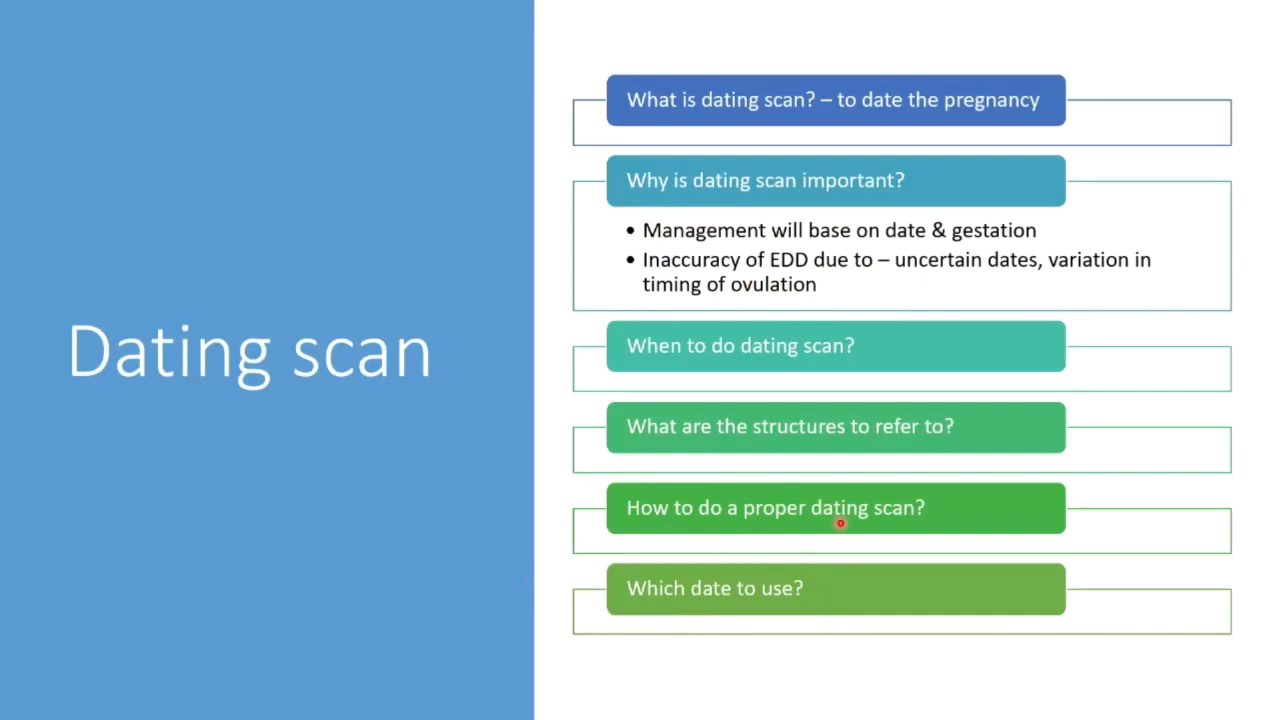 Dating scan
What is dating scan? – to date the pregnancy
Why is dating scan important?
• Management will base on date & gestation
• Inaccuracy of EDD due to – uncertain dates, variation in
timing of ovulation
When to do dating scan?
What are the structures to refer to?
How to do a proper dating scan?
Which date to use?